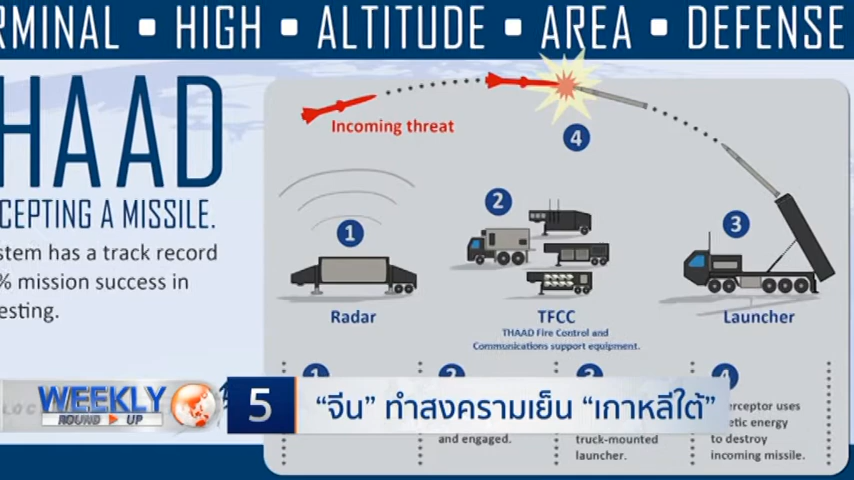 RMINAL ▪ HIGH ▪ ALTITUDE ▪ AREA ▪ DEFENSE
HAAD
CEPTING A MISSILE.
stem has a track record
% mission success in
esting.
Incoming threat
4
1
2
3
Radar
TFCC
THAAD Fire Control and
Communications support equipment.
Launcher
WEEKLY
ROUND UP
5 “จีน” ทำสงครามเย็น “เกาหลีใต้”
and engaged.
truck-mounted
launcher.
erceptor uses
etic energy
to destroy
incoming missile.